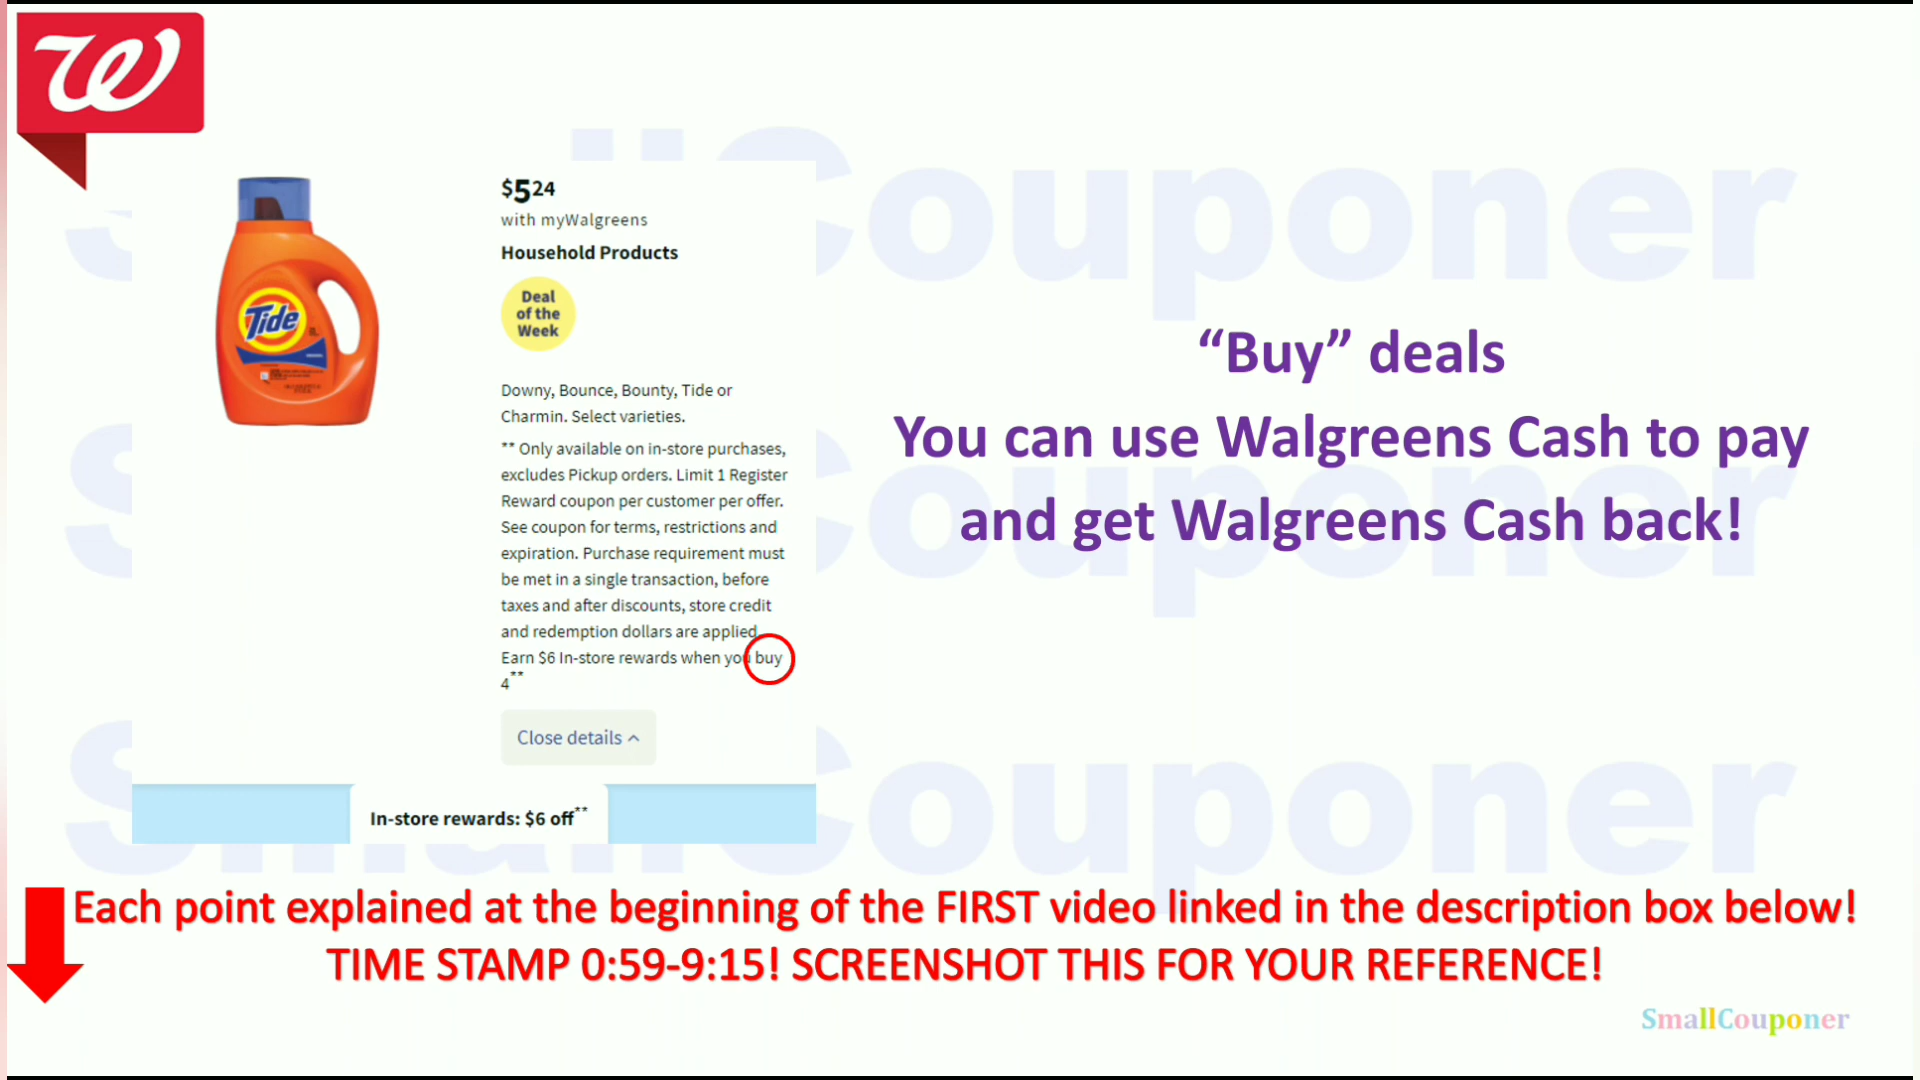 W
$5 24
with myWalgreens
Household Products
Deal
of the
Week
Tide
Downy, Bounce, Bounty, Tide or
Charmin. Select varieties.
** Only available on in-store purchases,
excludes Pickup orders. Limit 1 Register
Reward coupon per customer per offer.
See coupon for terms, restrictions and
expiration. Purchase requirement must
be met in a single transaction, before
taxes and after discounts, store credit
and redemption dollars are applied.
Earn $6 In-store rewards when you buy
4**
Close details
In-store rewards: $6 off**
“Buy” deals
You can use Walgreens Cash to pay
and get Walgreens Cash back!
Each point explained at the beginning of the FIRST video linked in the description box below!
TIME STAMP 0:59-9:15! SCREENSHOT THIS FOR YOUR REFERENCE!
SmallCouponer
SmallCouponer
SmallCouponer
SmallCouponer